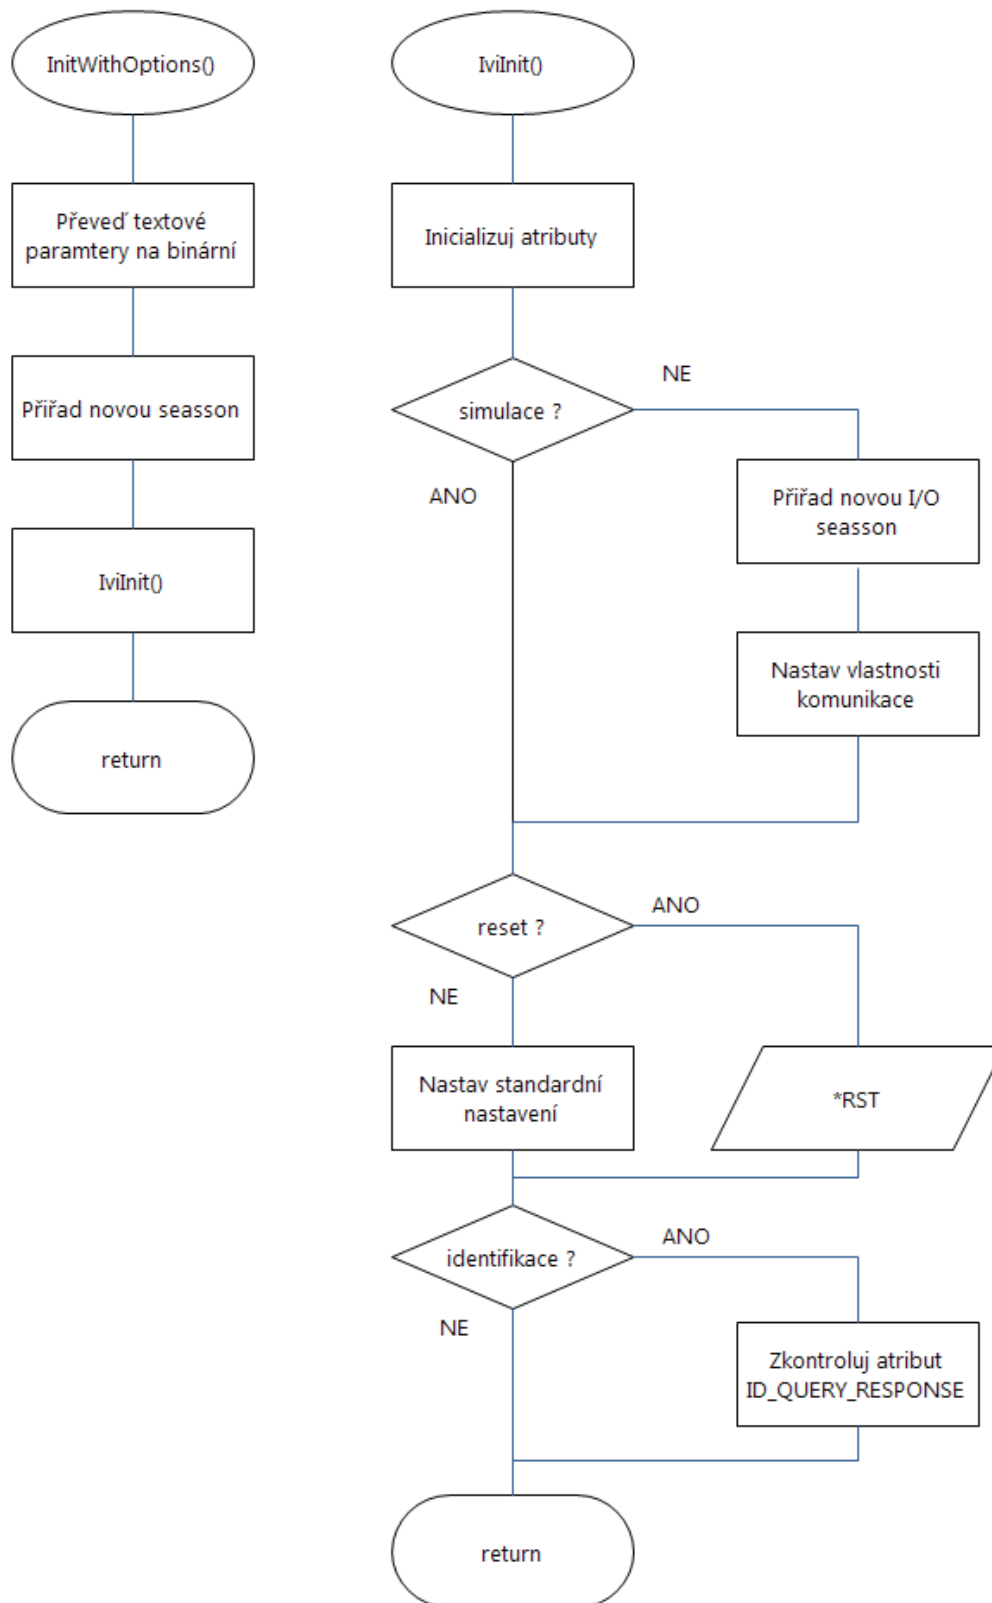 InitWithOptions()
Převeď textové
paramtery na binární
Přiřad novou seasson
IviInit()
return
IviInit()
Inicializuj atributy
simulace ?
NE
ANO
Přiřad novou I/O
seasson
Nastav vlastnosti
komunikace
reset ?
ANO
NE
Nastav standardní
nastavení
*RST
identifikace ?
ANO
NE
Zkontroluj atribut
ID_QUERY_RESPONSE
return